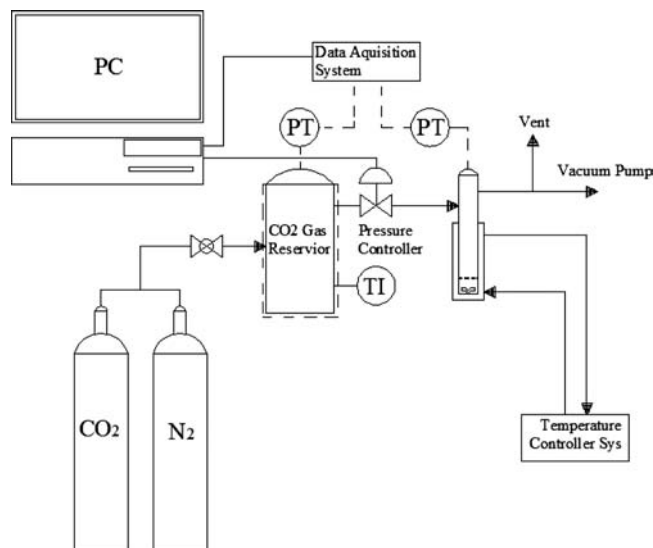 PC
Data Aquisition
System
PT
PT
Vent
Vacuum Pump
CO2 Gas
Reservior
Pressure
Controller
TI
CO2
N2
Temperature
Controller Sys